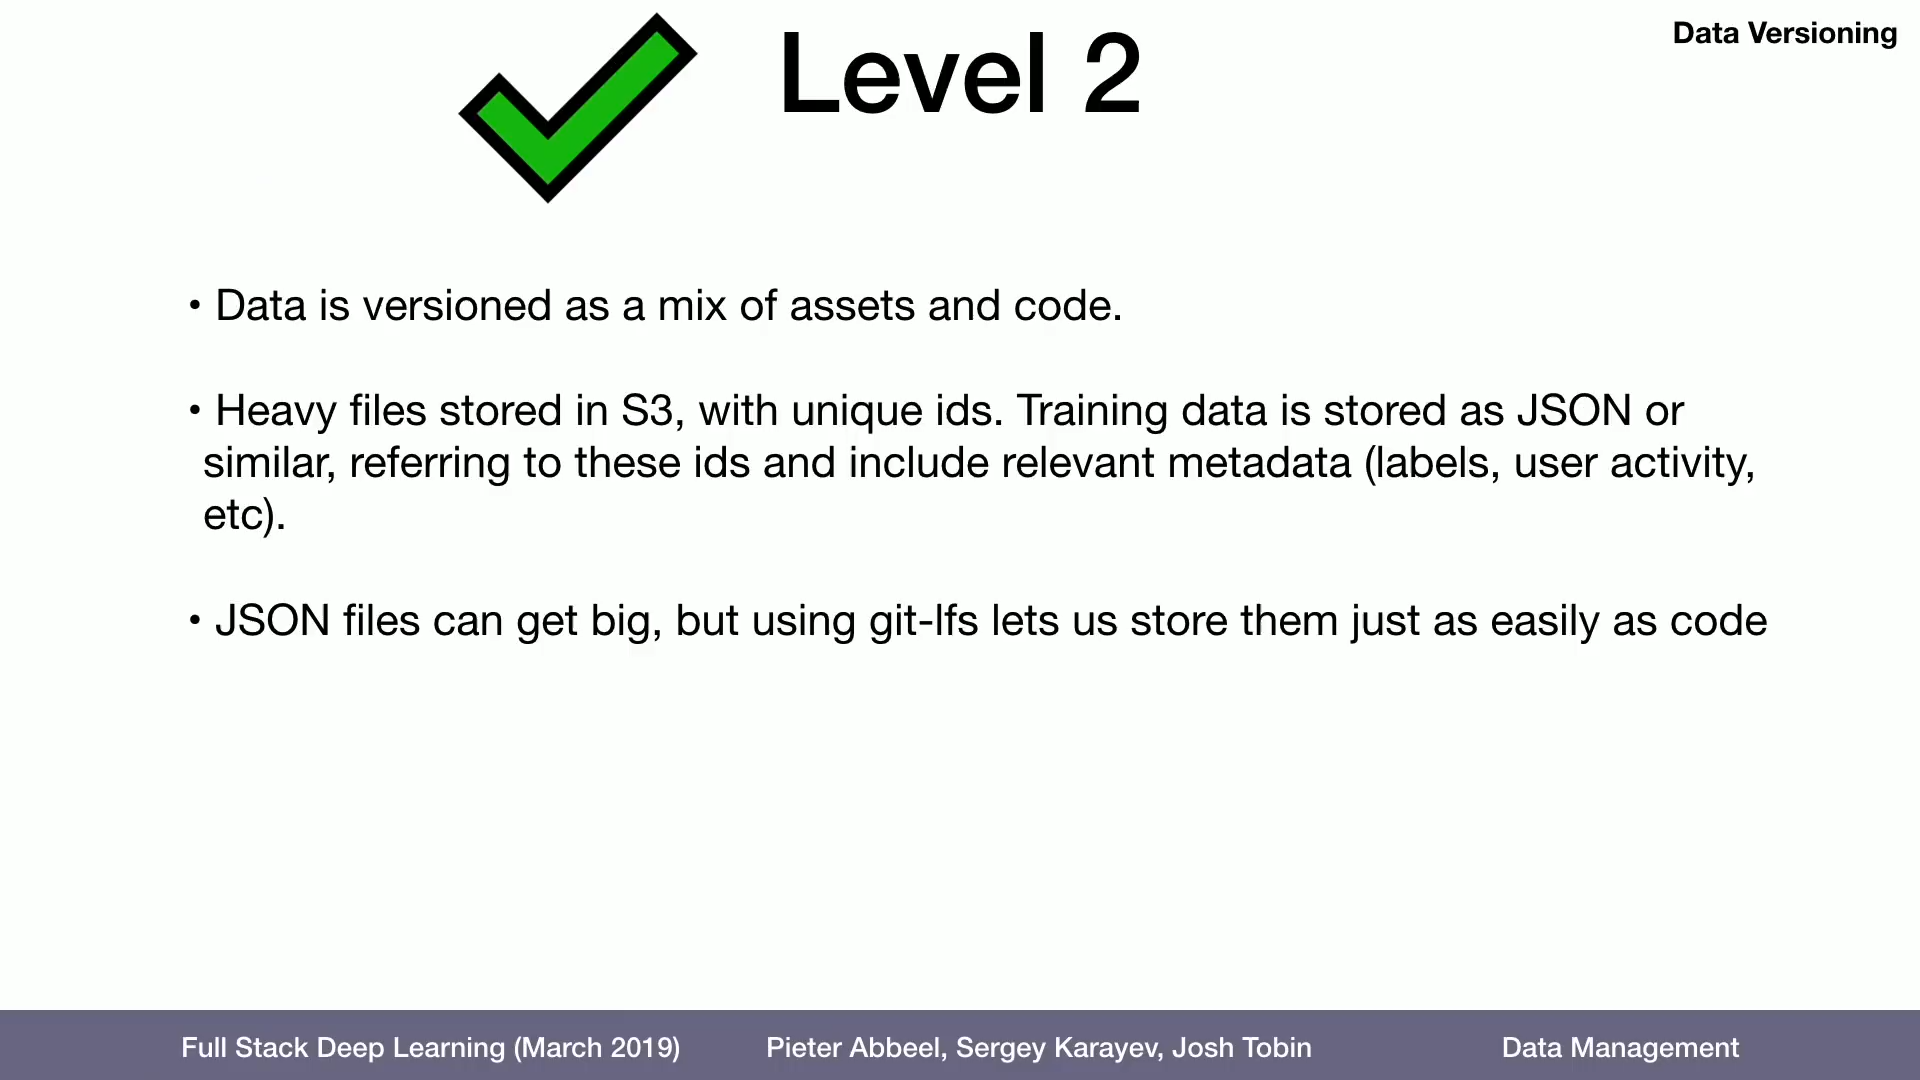 Data Versioning
Level 2
• Data is versioned as a mix of assets and code.
• Heavy files stored in S3, with unique ids. Training data is stored as JSON or
similar, referring to these ids and include relevant metadata (labels, user activity,
etc).
• JSON files can get big, but using git-lfs lets us store them just as easily as code
Full Stack Deep Learning (March 2019) Pieter Abbeel, Sergey Karayev, Josh Tobin Data Management